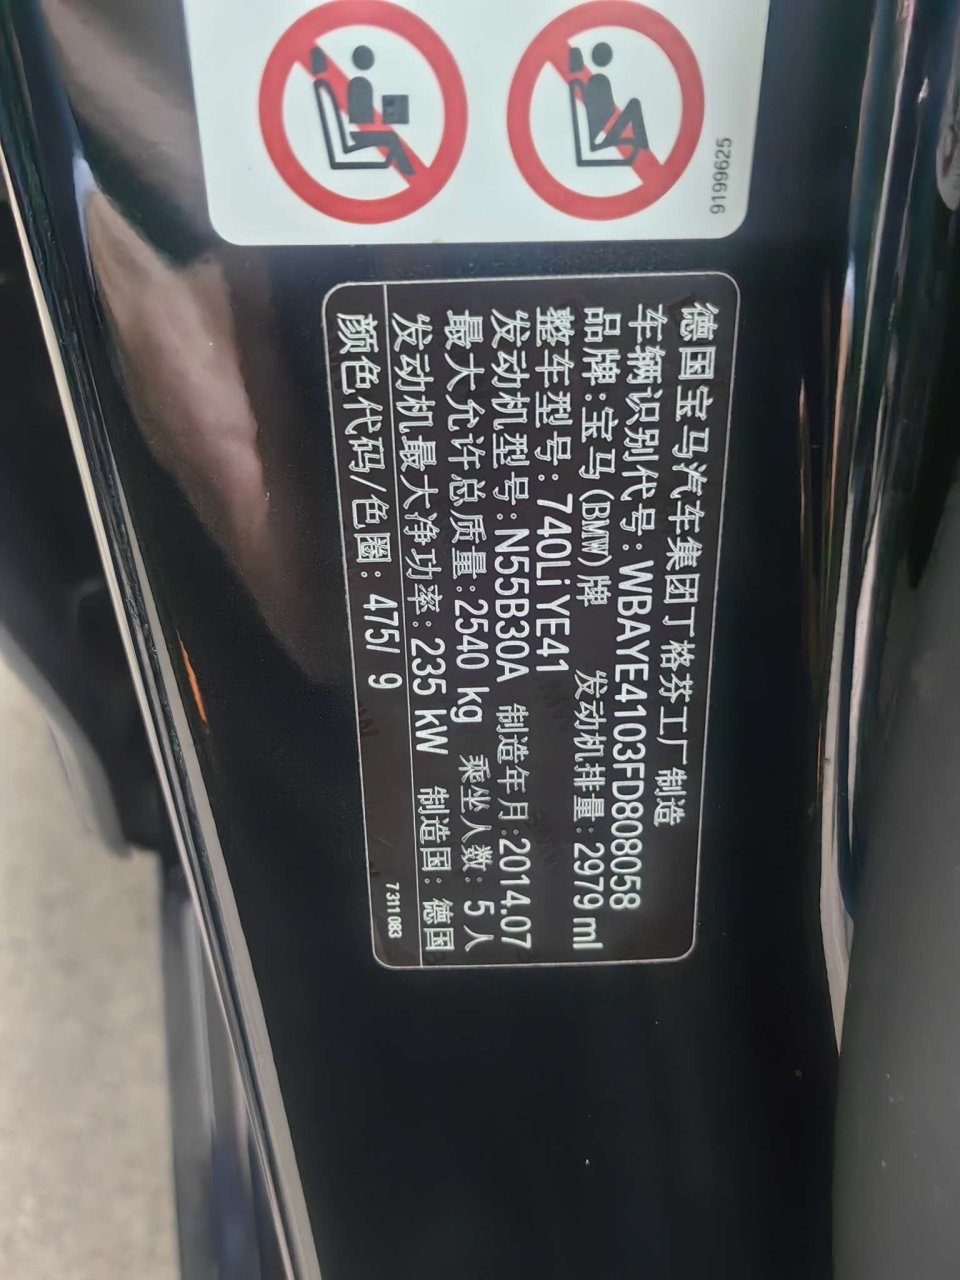 9199625
德国宝马汽车集团丁格芬工厂制造
车辆识别代号:WBAYE4103FD808058
品牌:宝马(BMW)牌 发动机排量:2979 ml
整车型号:740Li YE41
发动机型号:N55B30A 制造年月:2014.07
最大允许总质量:2540 kg 乘坐人数:5人
发动机最大净功率:235 kW 制造国:德国
颜色代码/色圈:475/ 9
7 311 083